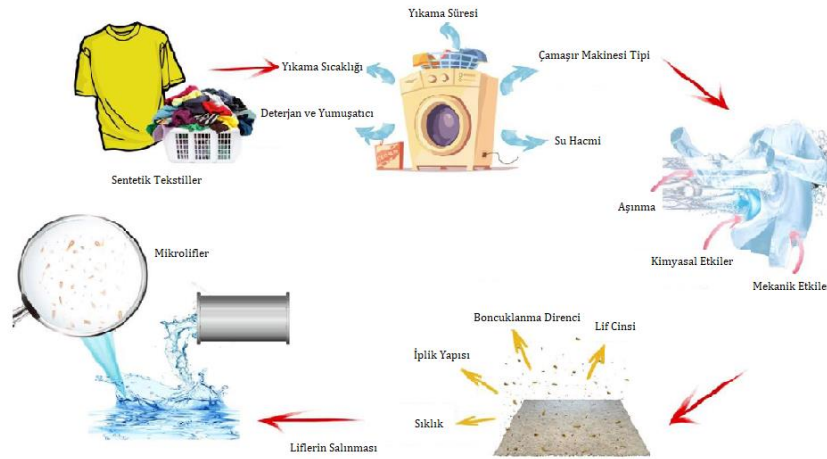 Yıkama Süresi
Yıkama Sıcaklığı
Çamaşır Makinesi Tipi
Deterjan ve Yumuşatıcı
Su Hacmi
Sentetik Tekstiller
Aşınma
Kimyasal Etkiler
Mekanik Etkile
Mikrolifler
Boncuklanma Direnci
Lif Cinsi
İplik Yapısı
Sıklık
Liflerin Salınması